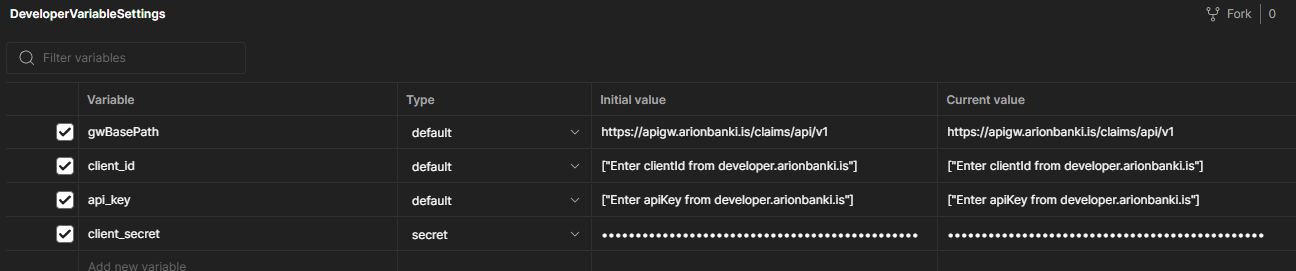 DeveloperVariableSettings
Fork 0
Filter variables
Variable Type Initial value Current value
gwBasePath default https://apigw.arionbanki.is/claims/api/v1 https://apigw.arionbanki.is/claims/api/v1
client_id default ["Enter clientId from developer.arionbanki.is"] ["Enter clientId from developer.arionbanki.is"]
api_key default ["Enter apiKey from developer.arionbanki.is"] ["Enter apiKey from developer.arionbanki.is"]
client_secret secret ●●●●●●●●●●●●●●●●●●●●●●●●●●●●●●●●●●●●●●●●●●●●●●● ●●●●●●●●●●●●●●●●●●●●●●●●●●●●●●●●●●●●●●●●●●●●●●●
Add new variable